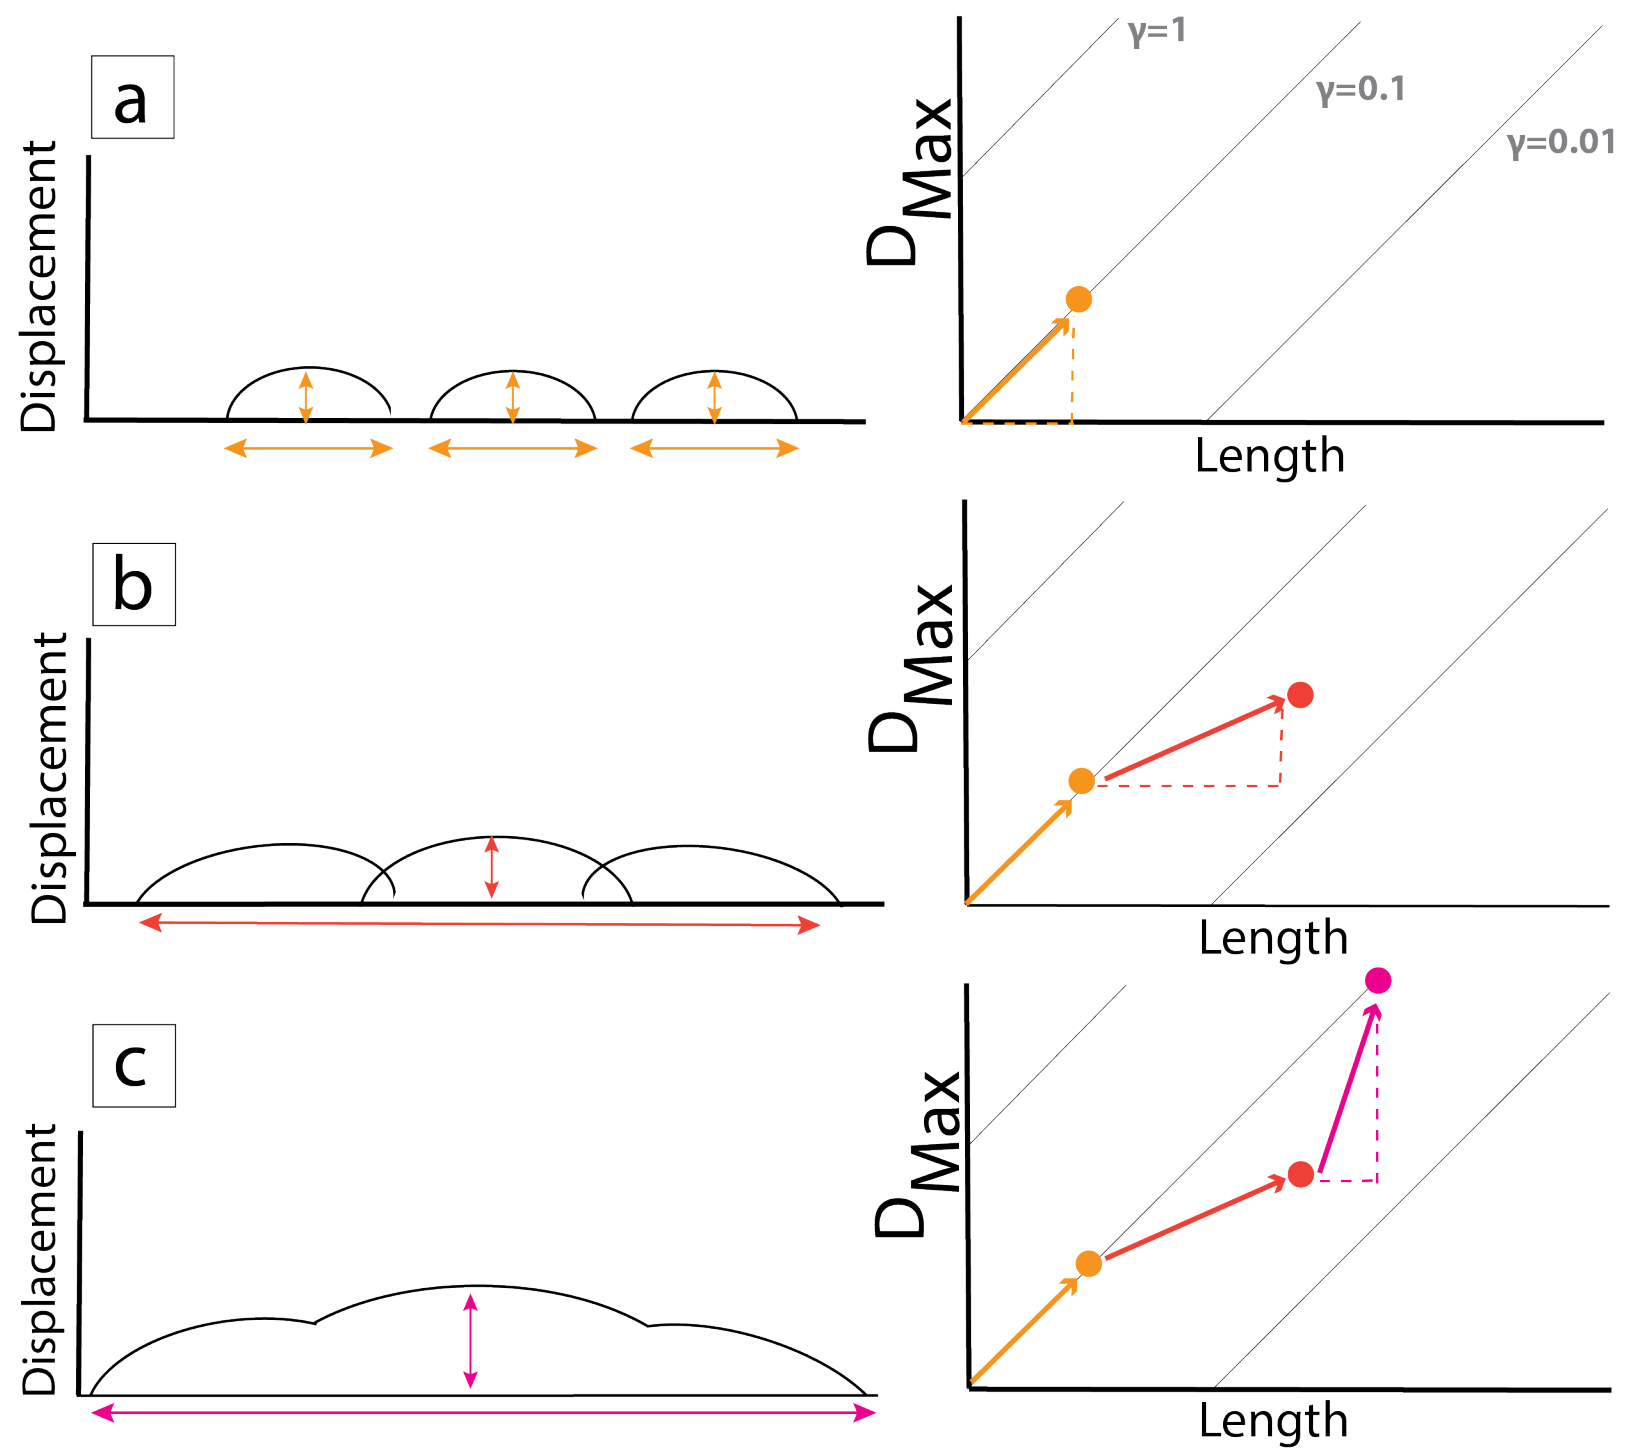 a
Displacement
DMax
γ=1
γ=0.1
γ=0.01
Length
b
Displacement
DMax
Length
c
Displacement
DMax
Length